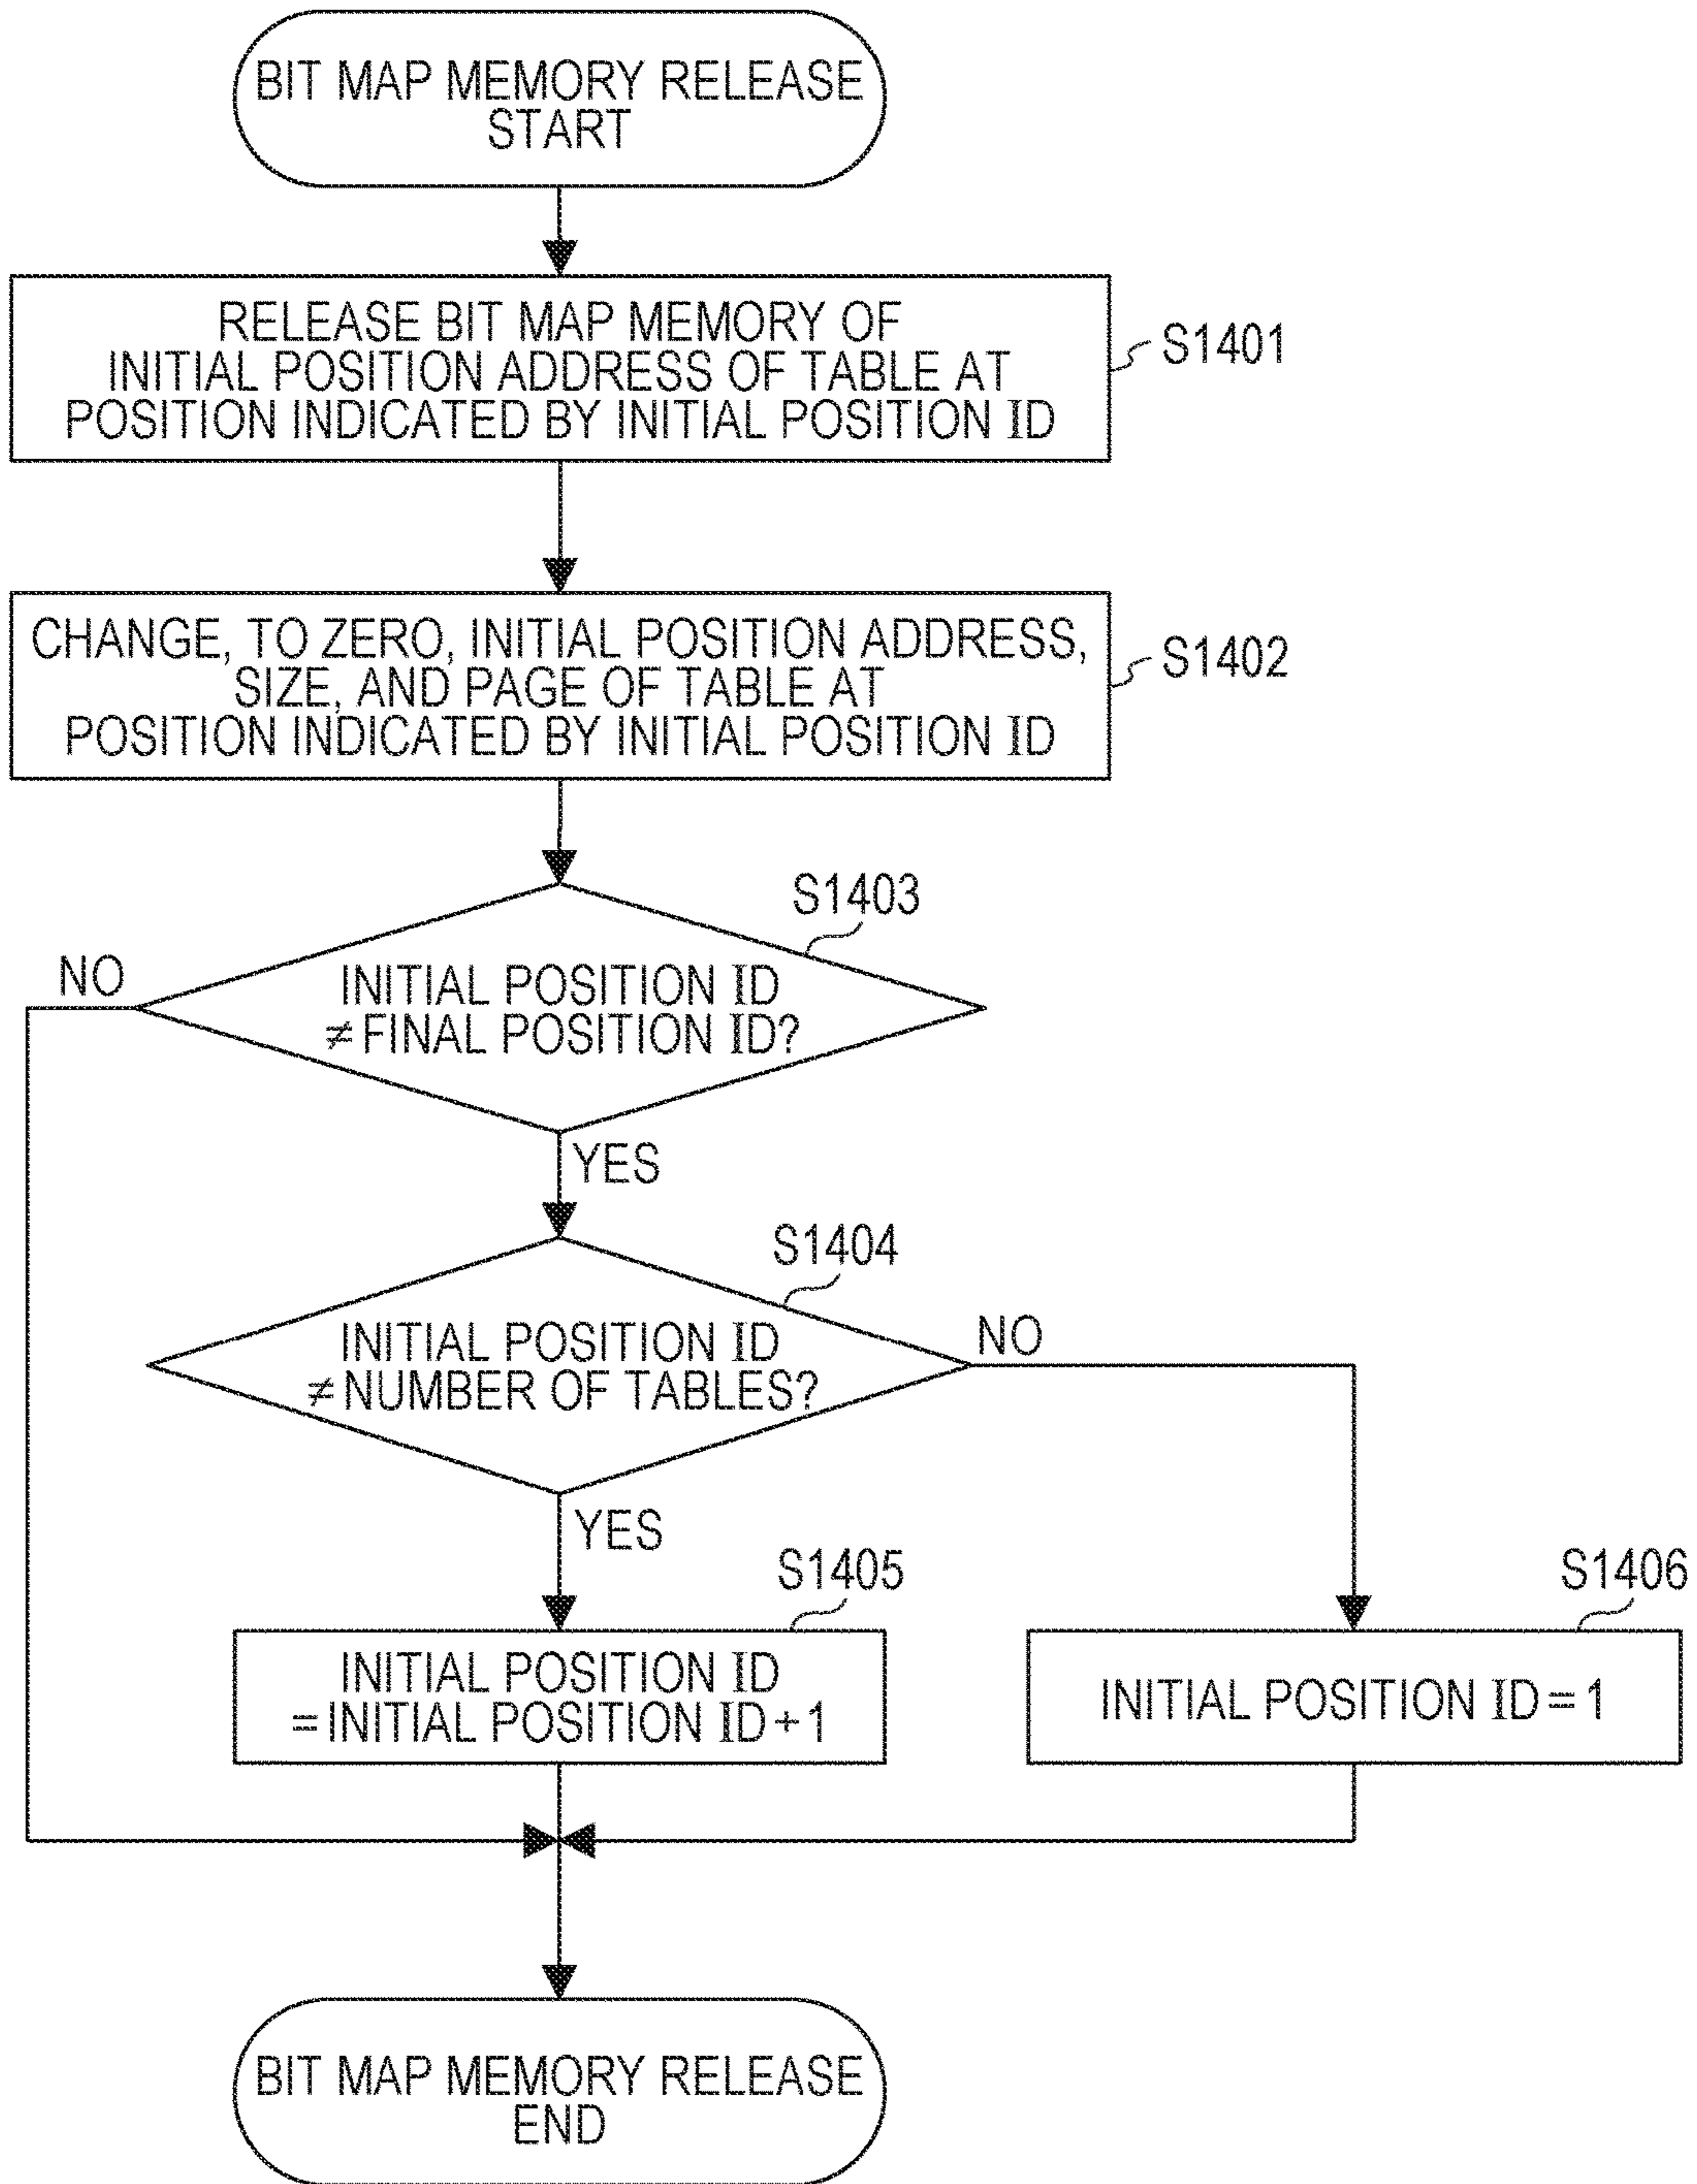 BIT MAP MEMORY RELEASE
START
RELEASE BIT MAP MEMORY OF
INITIAL POSITION ADDRESS OF TABLE AT
POSITION INDICATED BY INITIAL POSITION ID
S1401
CHANGE, TO ZERO, INITIAL POSITION ADDRESS,
SIZE, AND PAGE OF TABLE AT
POSITION INDICATED BY INITIAL POSITION ID
S1402
S1403
NO
INITIAL POSITION ID
≠ FINAL POSITION ID?
YES
S1404
INITIAL POSITION ID
≠ NUMBER OF TABLES?
NO
YES
S1405
INITIAL POSITION ID
= INITIAL POSITION ID + 1
S1406
INITIAL POSITION ID = 1
BIT MAP MEMORY RELEASE
END